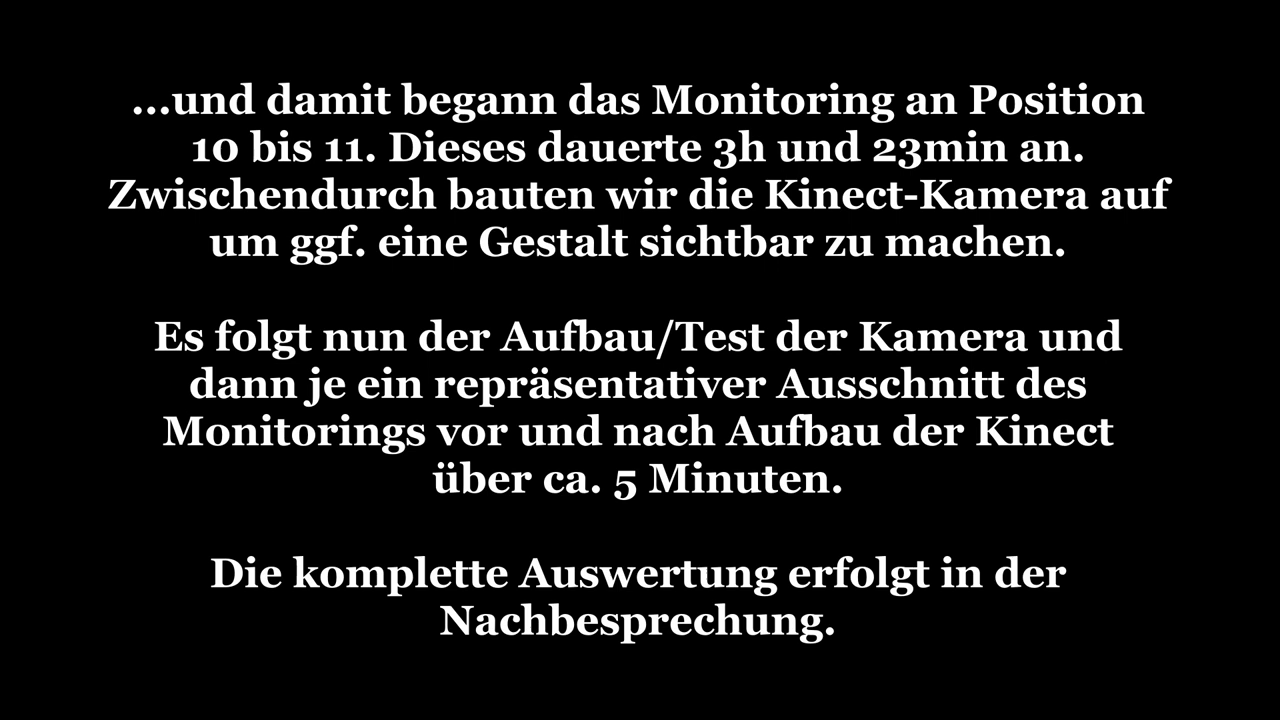 ...und damit begann das Monitoring an Position
10 bis 11. Dieses dauerte 3h und 23min an.
Zwischendurch bauten wir die Kinect-Kamera auf
um ggf. eine Gestalt sichtbar zu machen.
Es folgt nun der Aufbau/Test der Kamera und
dann je ein repräsentativer Ausschnitt des
Monitorings vor und nach Aufbau der Kinect
über ca. 5 Minuten.
Die komplette Auswertung erfolgt in der
Nachbesprechung.